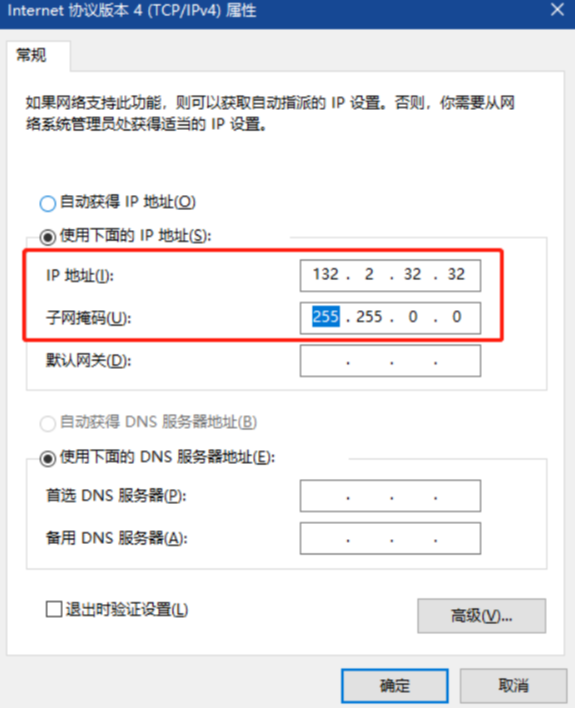 Internet 协议版本 4 (TCP/IPv4) 属性
常规
如果网络支持此功能，则可以获取自动指派的 IP 设置。否则，你需要从网
络系统管理员处获得适当的 IP 设置。
自动获得 IP 地址(O)
使用下面的 IP 地址(S):
IP 地址(I): 132 . 2 . 32 . 32
子网掩码(U): 255 . 255 . 0 . 0
默认网关(D): . . .
自动获得 DNS 服务器地址(B)
使用下面的 DNS 服务器地址(E):
首选 DNS 服务器(P): . . .
备用 DNS 服务器(A): . . .
退出时验证设置(L)
高级(V)...
确定 取消